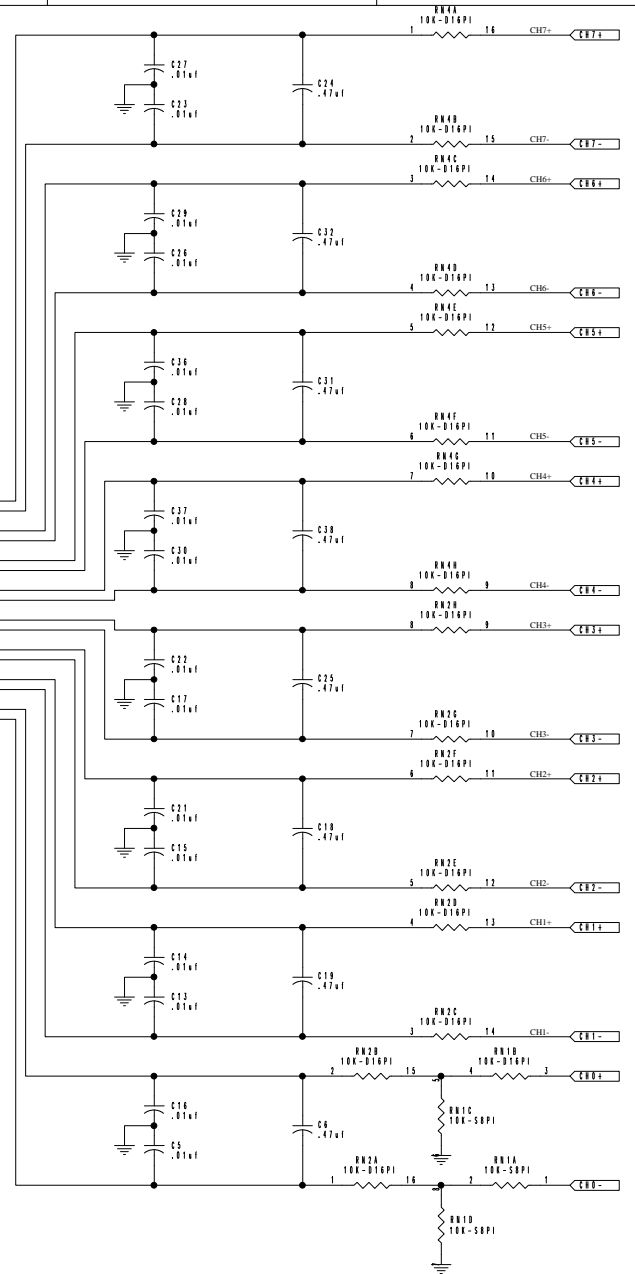 RN4A
10K-D16PI
1 16 CH7+ CH7+
C27
.01uf
C24
.47uf
C23
.01uf
RN4B
10K-D16PI
2 15 CH7- CH7-
RN4C
10K-D16PI
3 14 CH6+ CH6+
C29
.01uf
C32
.47uf
C26
.01uf
RN4D
10K-D16PI
4 13 CH6- CH6-
RN4E
10K-D16PI
5 12 CH5+ CH5+
C36
.01uf
C31
.47uf
C28
.01uf
RN4F
10K-D16PI
6 11 CH5- CH5-
RN4G
10K-D16PI
7 10 CH4+ CH4+
C37
.01uf
C38
.47uf
C30
.01uf
RN4H
10K-D16PI
8 9 CH4- CH4-
RN2H
10K-D16PI
8 9 CH3+ CH3+
C22
.01uf
C25
.47uf
C17
.01uf
RN2G
10K-D16PI
7 10 CH3- CH3-
RN2F
10K-D16PI
6 11 CH2+ CH2+
C21
.01uf
C18
.47uf
C15
.01uf
RN2E
10K-D16PI
5 12 CH2- CH2-
RN2D
10K-D16PI
4 13 CH1+ CH1+
C14
.01uf
C19
.47uf
C13
.01uf
RN2C
10K-D16PI
3 14 CH1- CH1-
RN2B
10K-D16PI
RN1B
10K-D16PI
2 15 4 3 CH0+
C16
.01uf
RN1C
10K-S8PI
C6
.47uf
C5
.01uf
RN2A
10K-D16PI
RN1A
10K-S8PI
1 16 2 1 CH0-
RN1D
10K-S8PI